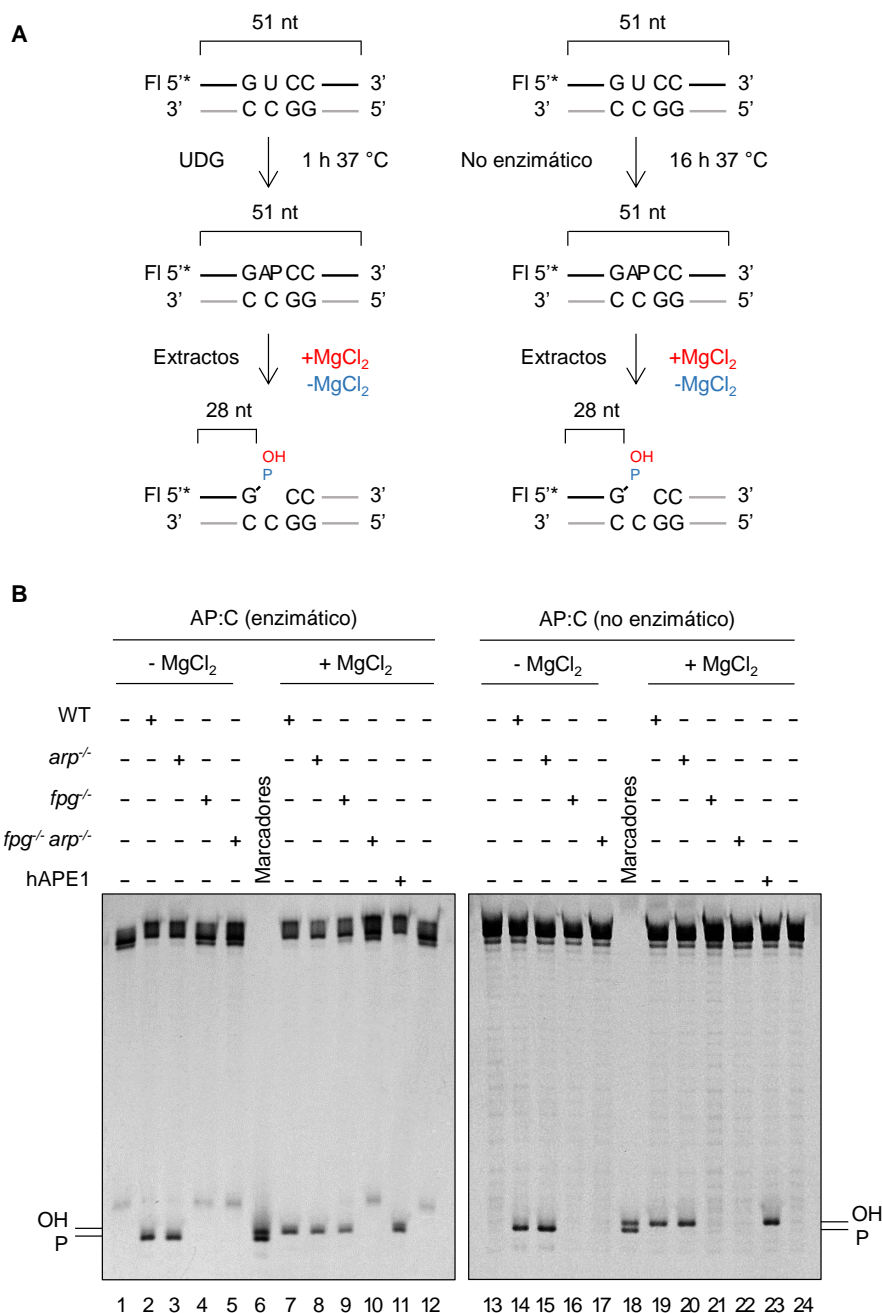 A
51 nt 51 nt
Fl 5’* G U CC 3’ Fl 5’* G U CC 3’
3’ C C GG 5’ 3’ C C GG 5’
UDG 1 h 37 °C No enzimático 16 h 37 °C
51 nt 51 nt
Fl 5’* GAPCC 3’ Fl 5’* GAPCC 3’
3’ C C GG 5’ 3’ C C GG 5’
Extractos +MgCl₂ Extractos +MgCl₂
-MgCl₂ -MgCl₂
28 nt 28 nt
OH OH
P P
Fl 5’* G CC 3’ Fl 5’* G CC 3’
3’ C C GG 5’ 3’ C C GG 5’
B
AP:C (enzimático) AP:C (no enzimático)
- MgCl₂ + MgCl₂ - MgCl₂ + MgCl₂
WT – + – – – + – – – – – – + – – – + – – – – –
arp⁻/⁻ – – + – – – + – – – – – – + – – – + – – – –
fpg⁻/⁻ – – – + – – – + – – – – – – + – – – + – – –
fpg⁻/⁻ arp⁻/⁻ – – – – + – – – + – – – – – – + – – – + – –
hAPE1 – – – – – – – – – + – – – – – – – – – – + –
Marcadores Marcadores
OH OH
P P
1 2 3 4 5 6 7 8 9 10 11 12 13 14 15 16 17 18 19 20 21 22 23 24